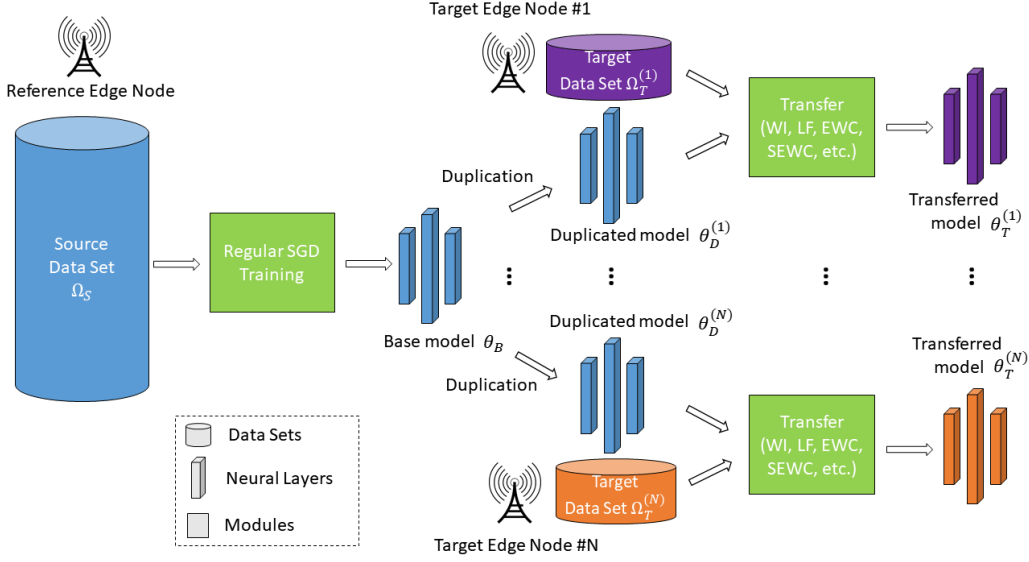 Target Edge Node #1
Reference Edge Node
Target
Data Set Ω_T^(1)
Transfer
(WI, LF, EWC,
SEWC, etc.)
Duplication
Transferred
model θ_T^(1)
Duplicated model θ_D^(1)
Source
Data Set
Ω_S
Regular SGD
Training
Base model θ_B
Duplicated model θ_D^(N)
Duplication
Transferred
model θ_T^(N)
Transfer
(WI, LF, EWC,
SEWC, etc.)
Target
Data Set Ω_T^(N)
Target Edge Node #N
Data Sets
Neural Layers
Modules